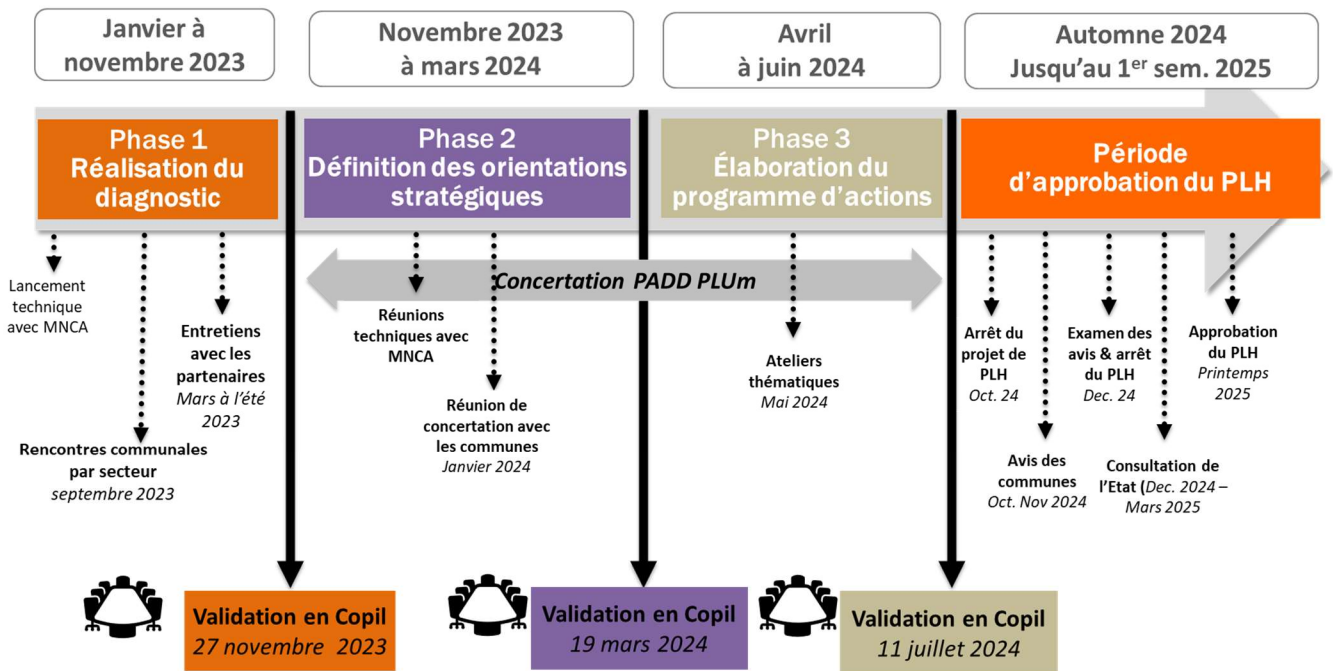 Janvier à
novembre 2023
Novembre 2023
à mars 2024
Avril
à juin 2024
Automne 2024
Jusqu'au 1er sem. 2025
Phase 1
Réalisation du
diagnostic
Phase 2
Définition des orientations
stratégiques
Phase 3
Élaboration du
programme d'actions
Période
d'approbation du PLH
Concertation PADD PLUm
Lancement
technique
avec MNCA
Rencontres communales
par secteur
septembre 2023
Entretiens
avec les
partenaires
Mars à l'été
2023
Réunions
techniques avec
MNCA
Réunion de
concertation avec
les communes
Janvier 2024
Ateliers
thématiques
Mai 2024
Arrêt du
projet de
PLH
Oct. 24
Avis des
communes
Oct. Nov 2024
Examen des
avis & arrêt
du PLH
Dec. 24
Consultation de
l'Etat (Dec. 2024 –
Mars 2025
Approbation
du PLH
Printemps
2025
Validation en Copil
27 novembre 2023
Validation en Copil
19 mars 2024
Validation en Copil
11 juillet 2024